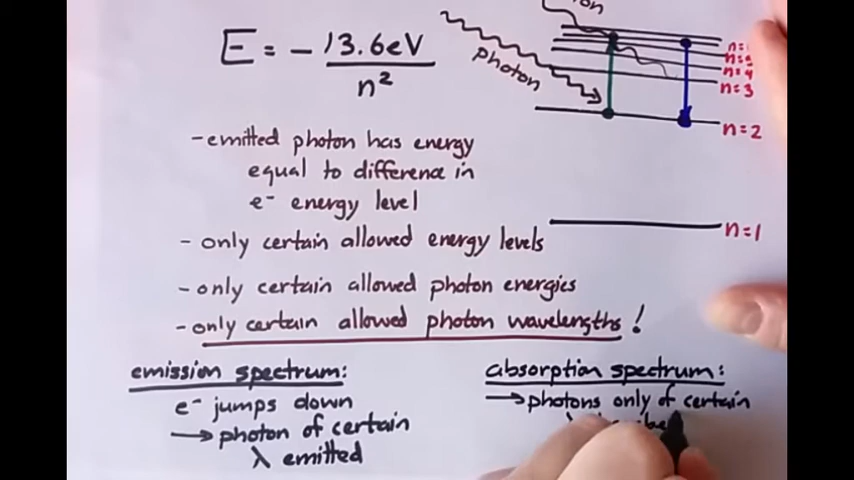 E = - 13.6eV
n²
photon
n=5
n=4
n=3
n=2
n=1
- emitted photon has energy
equal to difference in
e⁻ energy level
- only certain allowed energy levels
- only certain allowed photon energies
- only certain allowed photon wavelengths!
emission spectrum:
e⁻ jumps down
→ photon of certain
λ emitted
absorption spectrum:
→ photons only of certain
λ